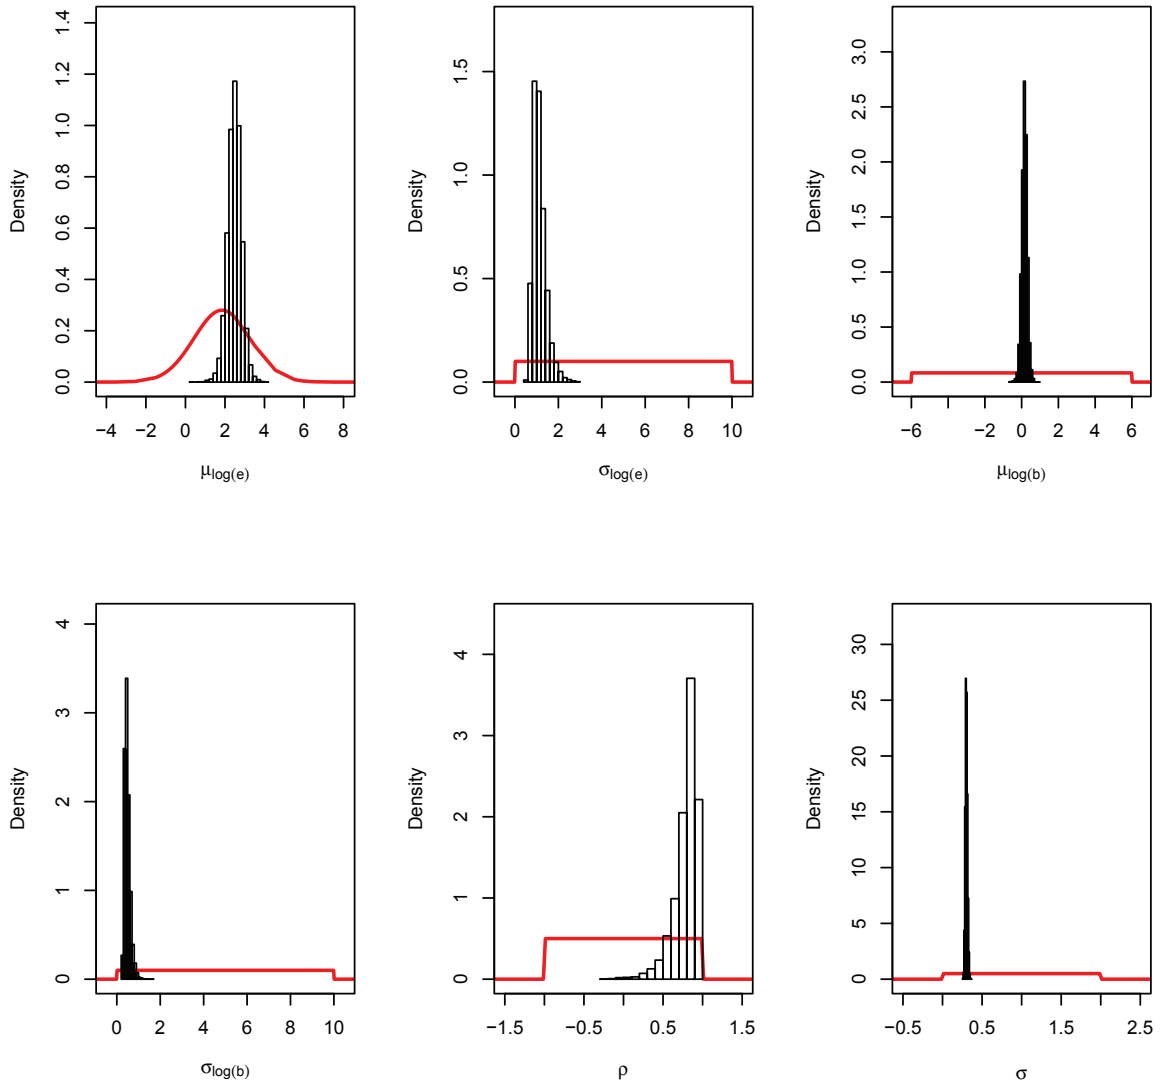 1.4
1.2
1.0
0.8
0.6
0.4
0.2
0.0
Density
−4 −2 0 2 4 6 8
μlog(e)
1.5
1.0
0.5
0.0
Density
0 2 4 6 8 10
σlog(e)
3.0
2.5
2.0
1.5
1.0
0.5
0.0
Density
−6 −2 0 2 4 6
μlog(b)
4
3
2
1
0
Density
0 2 4 6 8 10
σlog(b)
4
3
2
1
0
Density
−1.5 −0.5 0.5 1.5
ρ
30
25
20
15
10
5
0
Density
−0.5 0.5 1.5 2.5
σ